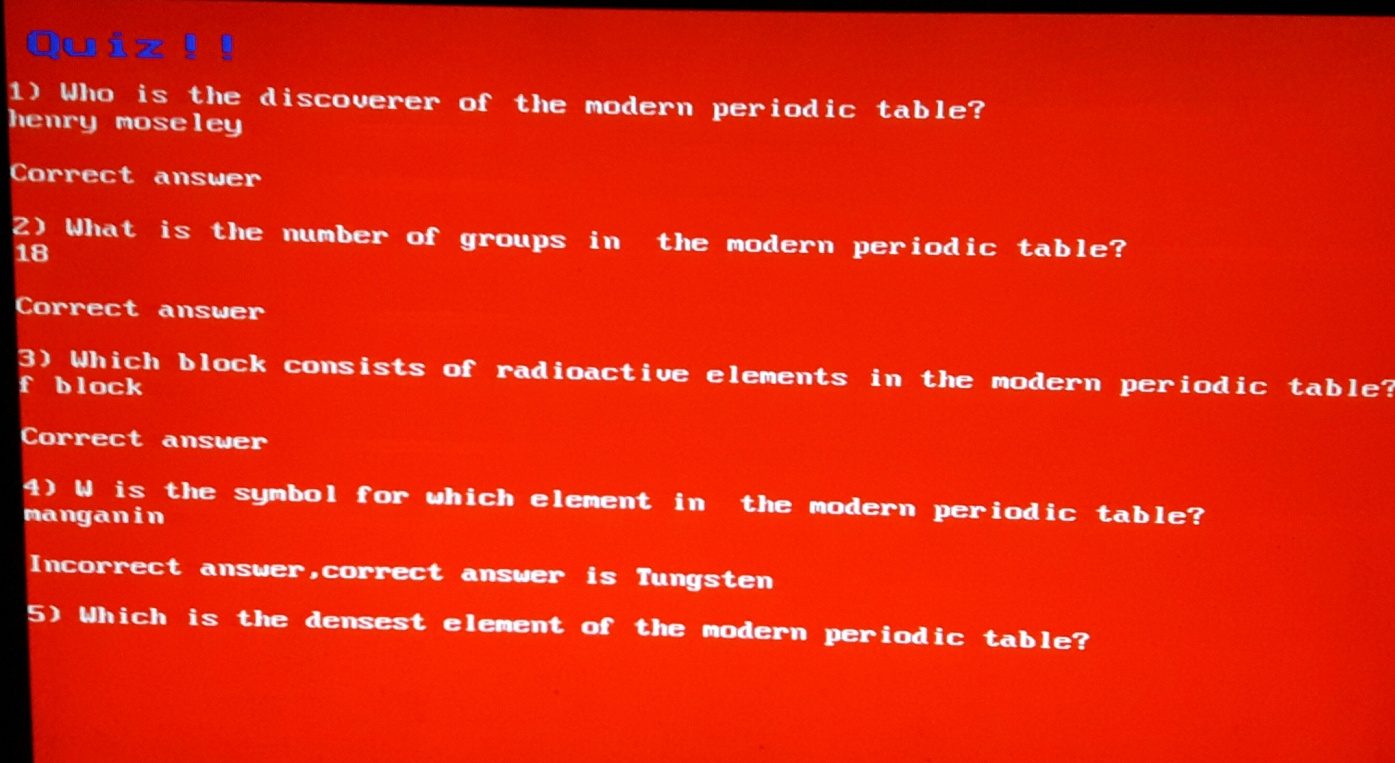 Quiz!!
1) Who is the discoverer of the modern periodic table?
henry moseley
Correct answer
2) What is the number of groups in  the modern periodic table?
18
Correct answer
3) Which block consists of radioactive elements in the modern periodic table?
f block
Correct answer
4) W is the symbol for which element in  the modern periodic table?
manganin
Incorrect answer,correct answer is Tungsten
5) Which is the densest element of the modern periodic table?